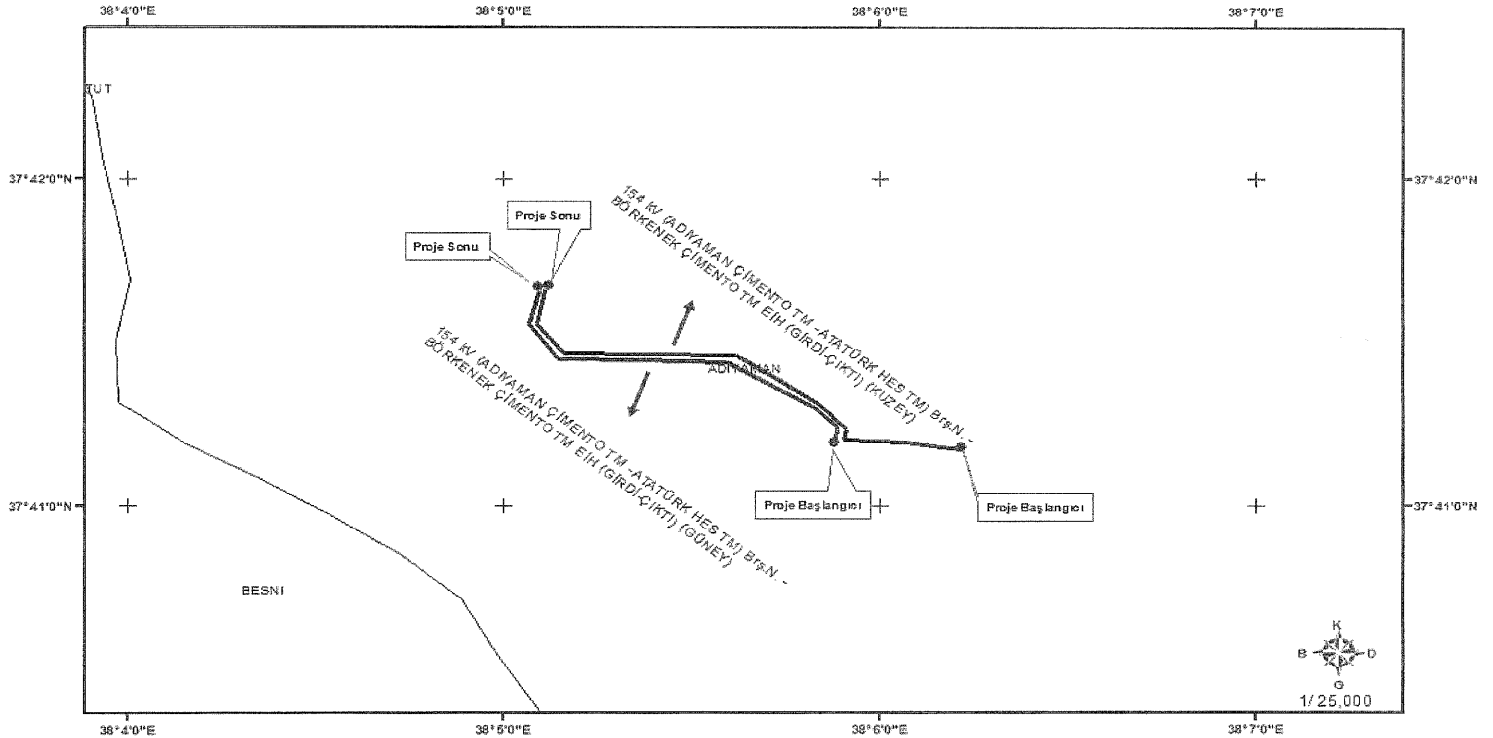 38°4'0"E 38°5'0"E 38°6'0"E 38°7'0"E
TUT
37°42'0"N 37°42'0"N
Proje Sonu
Proje Sonu
154 kV (ADIYAMAN ÇİMENTO TM -ATATÜRK HES TM) Brş.N. -
BÖRKENEK ÇİMENTO TM EİH (GİRDİ-ÇIKTI) (KUZEY)
ADIYAMAN
154 kV (ADIYAMAN ÇİMENTO TM -ATATÜRK HES TM) Brş.N. -
BÖRKENEK ÇİMENTO TM EİH (GİRDİ-ÇIKTI) (GÜNEY)
37°41'0"N 37°41'0"N
Proje Başlangıcı
Proje Başlangıcı
BESNİ
K
B D
G
1/25,000
38°4'0"E 38°5'0"E 38°6'0"E 38°7'0"E